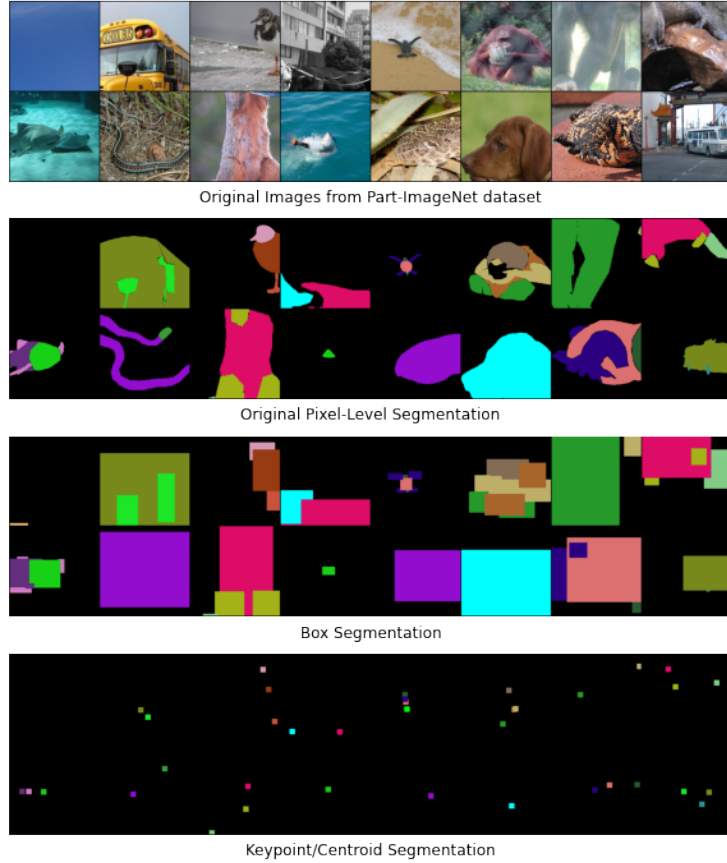 Original Images from Part-ImageNet dataset
Original Pixel-Level Segmentation
Box Segmentation
Keypoint/Centroid Segmentation